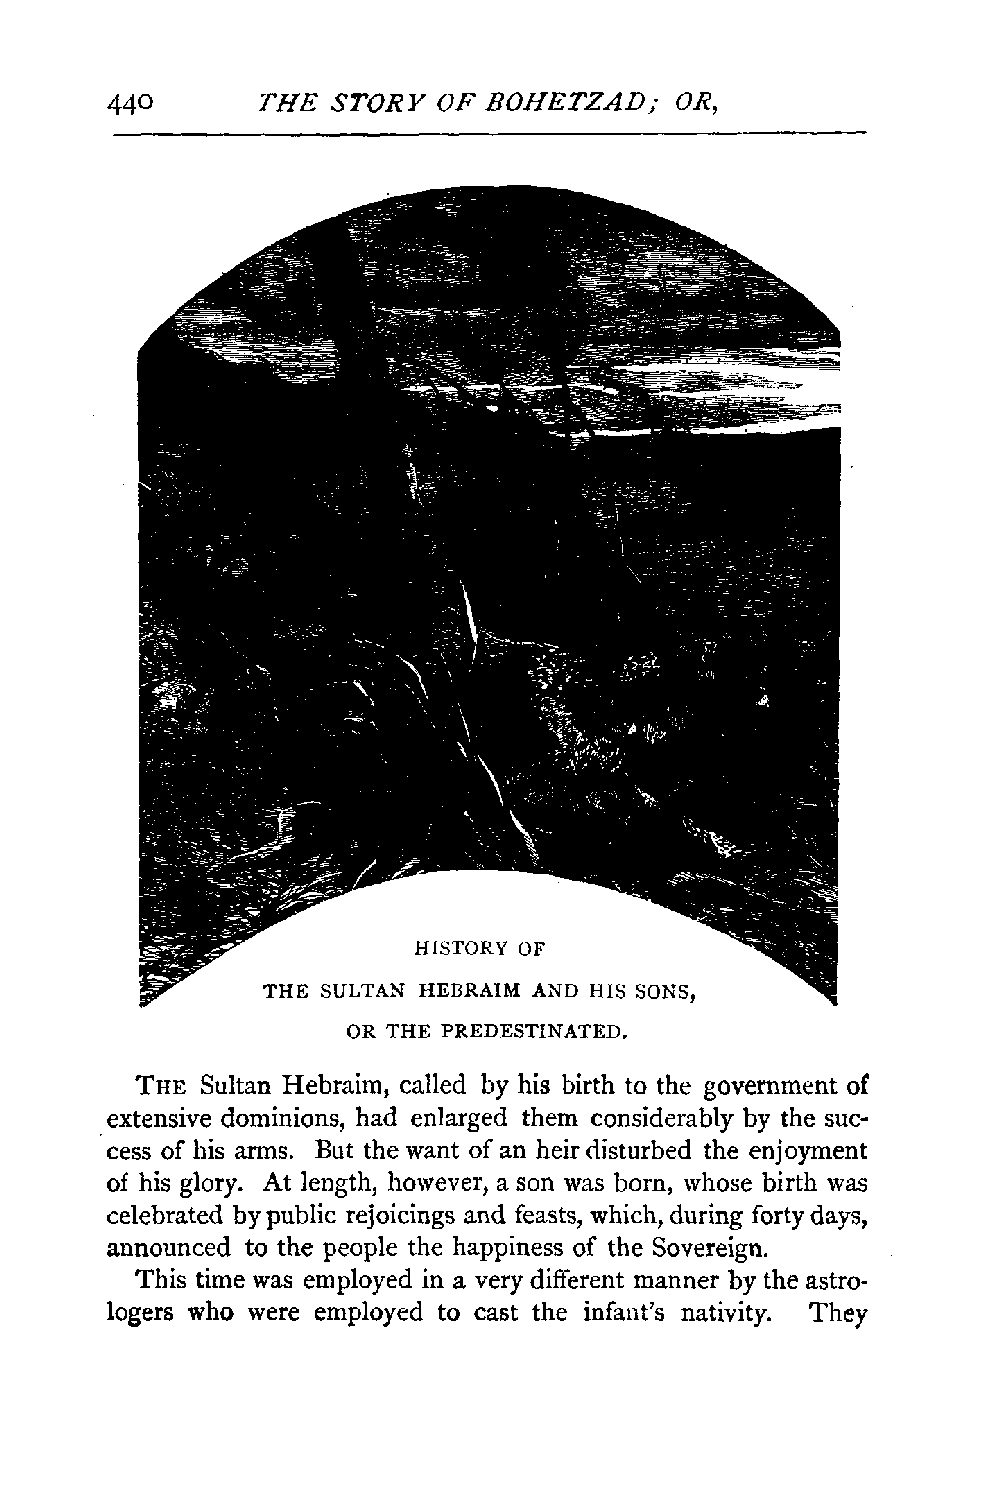 440 THE STORY OF BOHETZAD; OR,
HISTORY OF
THE SULTAN HEBRAIM AND HIS SONS,
OR THE PREDESTINATED.
THE Sultan Hebraim, called by his birth to the government of
extensive dominions, had enlarged them considerably by the suc-
cess of his arms. But the want of an heir disturbed the enjoyment
of his glory. At length, however, a son was born, whose birth was
celebrated by public rejoicings and feasts, which, during forty days,
announced to the people the happiness of the Sovereign.
This time was employed in a very different manner by the astro-
logers who were employed to cast the infant's nativity. They